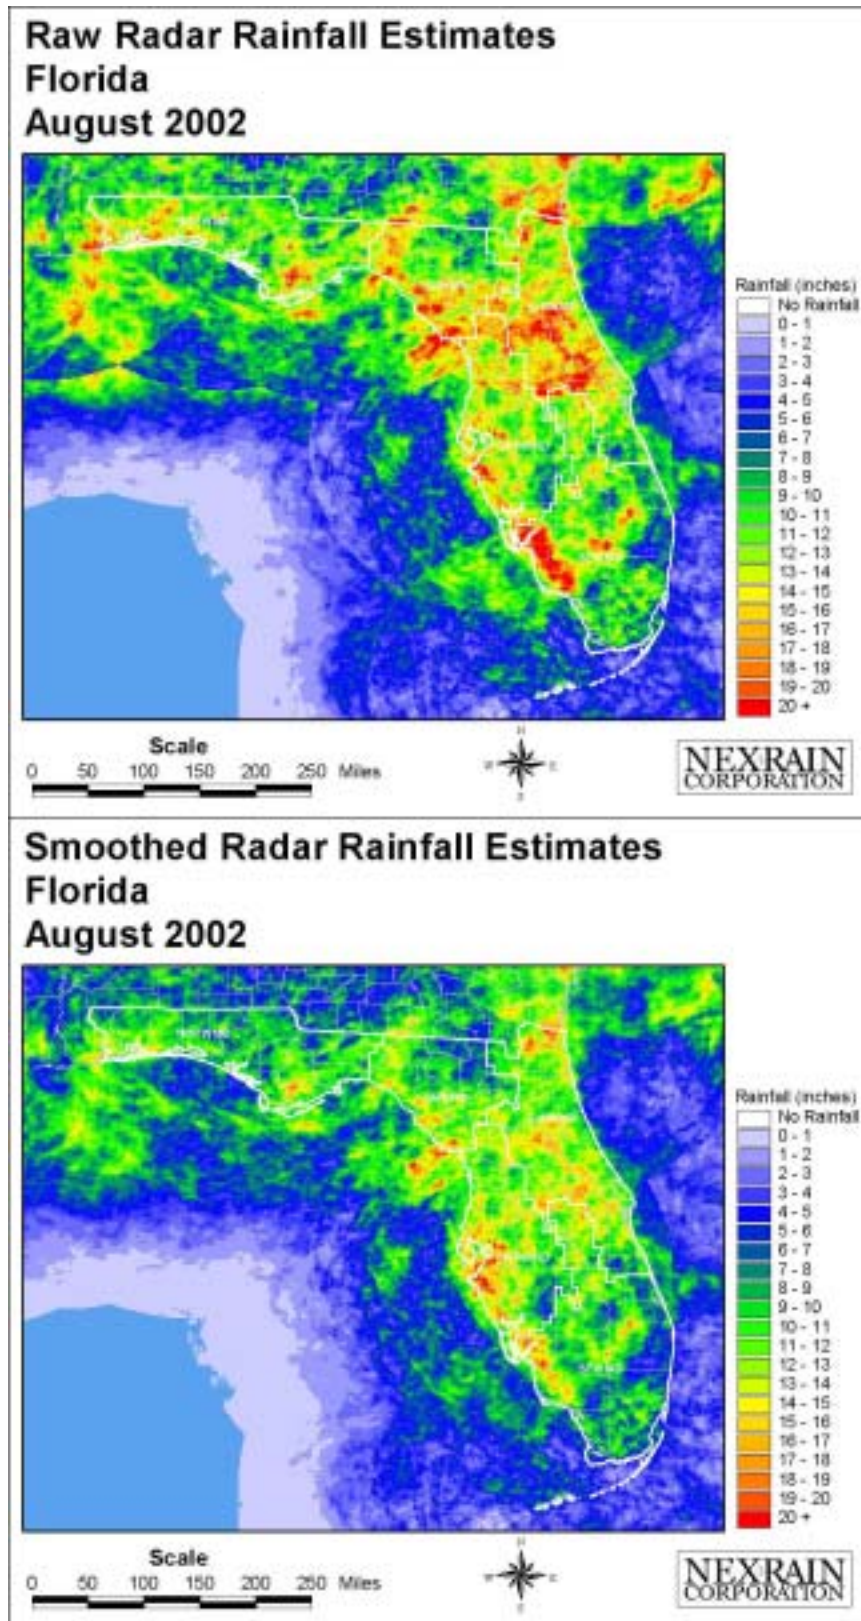 Raw Radar Rainfall Estimates
Florida
August 2002
Rainfall (inches)
No Rainfall
0 - 1
1 - 2
2 - 3
3 - 4
4 - 5
5 - 6
6 - 7
7 - 8
8 - 9
9 - 10
10 - 11
11 - 12
12 - 13
13 - 14
14 - 15
15 - 16
16 - 17
17 - 18
18 - 19
19 - 20
20 +
Scale
0 50 100 150 200 250 Miles
N
W E
S
NEXRAIN
CORPORATION
Smoothed Radar Rainfall Estimates
Florida
August 2002
Rainfall (inches)
No Rainfall
0 - 1
1 - 2
2 - 3
3 - 4
4 - 5
5 - 6
6 - 7
7 - 8
8 - 9
9 - 10
10 - 11
11 - 12
12 - 13
13 - 14
14 - 15
15 - 16
16 - 17
17 - 18
18 - 19
19 - 20
20 +
Scale
0 50 100 150 200 250 Miles
N
W E
S
NEXRAIN
CORPORATION